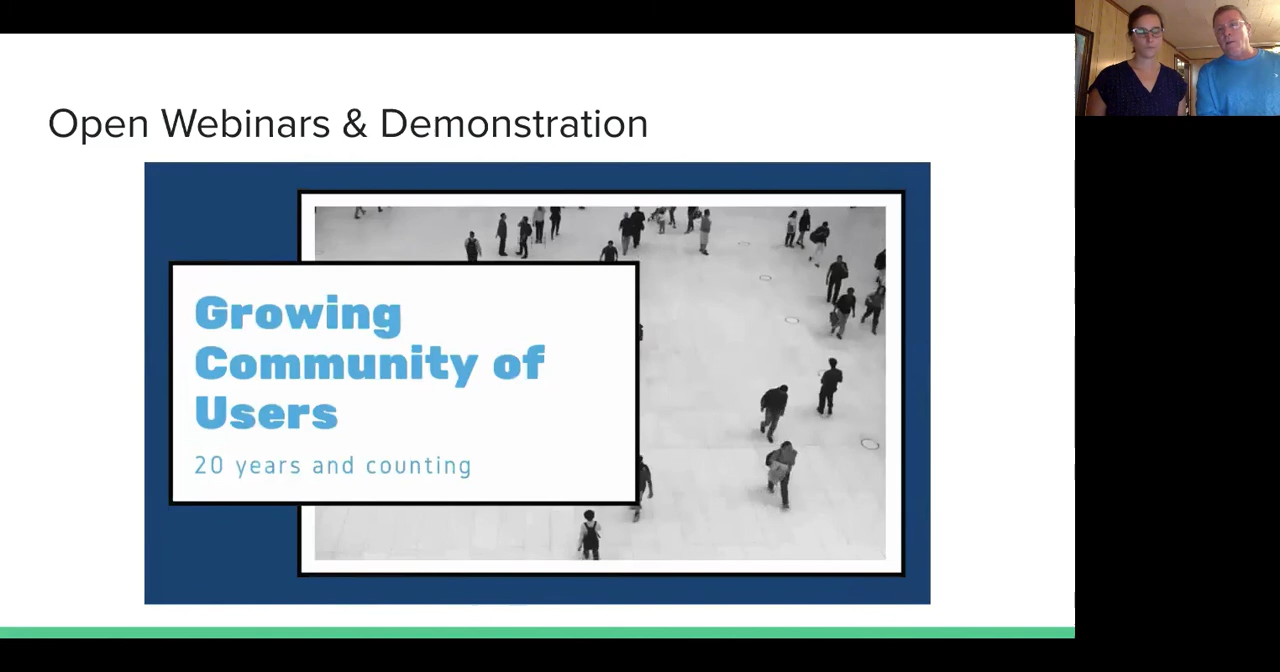 Open Webinars & Demonstration
Growing
Community of
Users
20 years and counting